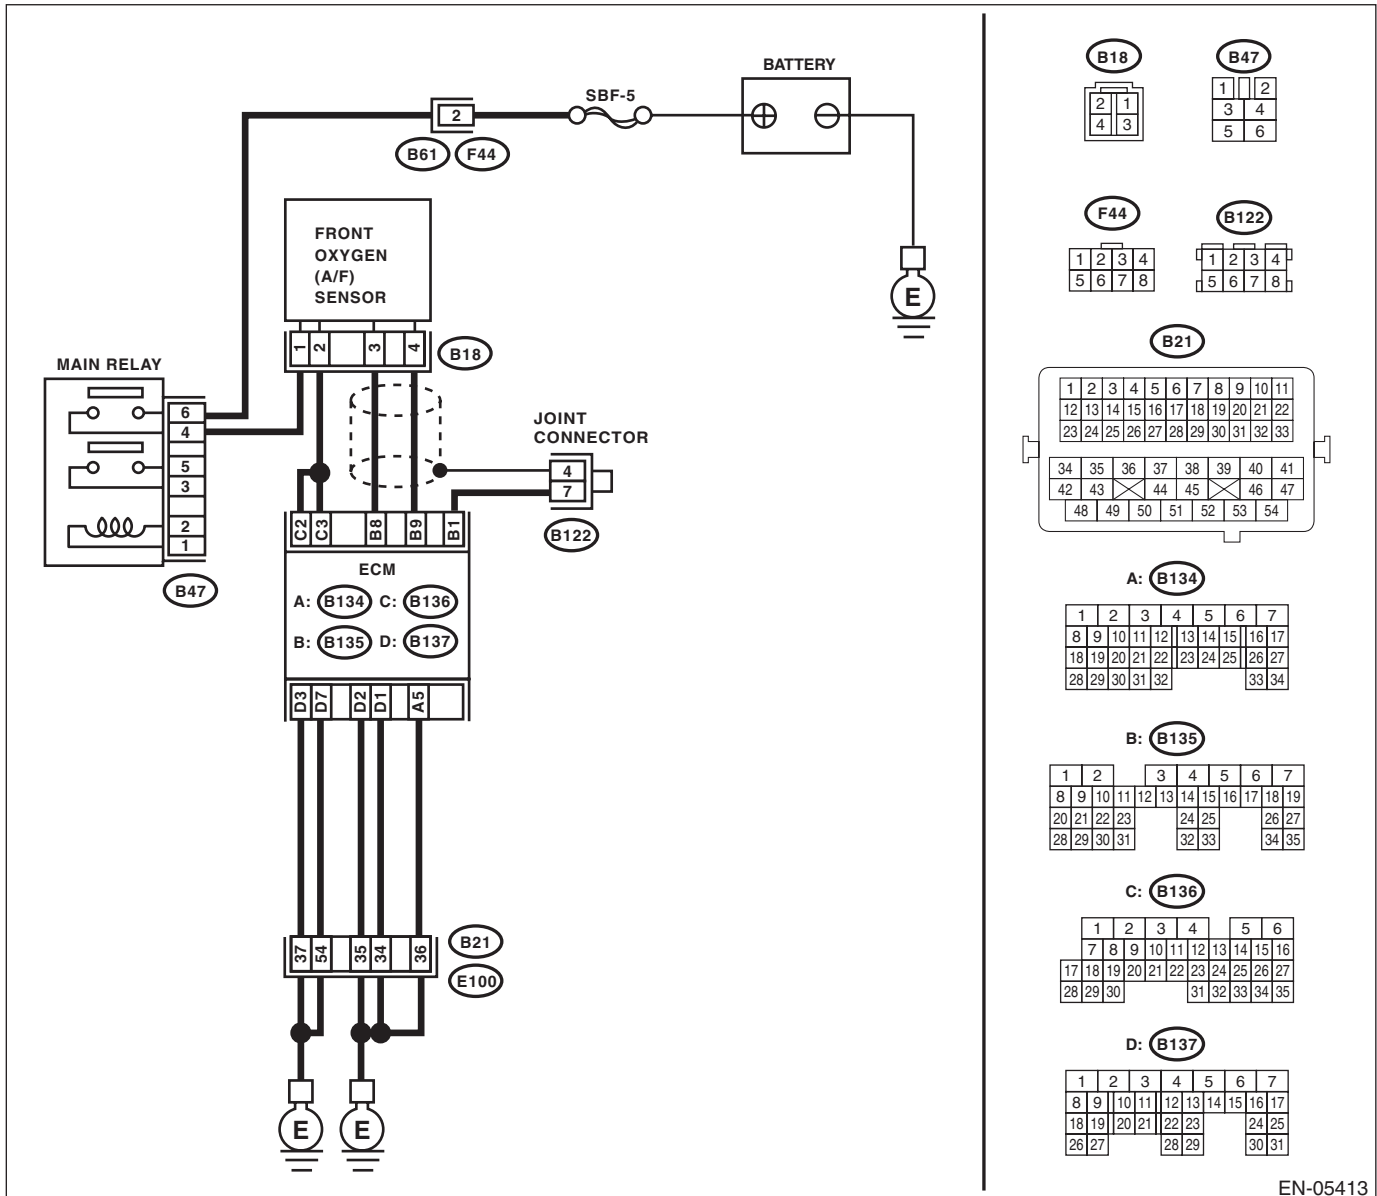 BATTERY
SBF-5
2
B61 F44
E
FRONT
OXYGEN
(A/F)
SENSOR
1 2 3 4
B18
MAIN RELAY
6
4
5
3
2
1
B47
JOINT
CONNECTOR
4
7
B122
C2 C3 B8 B9 B1
ECM
A: B134 C: B136
B: B135 D: B137
D3 D7 D2 D1 A5
37 54 35 34 36
B21
E100
E E
B18
2 1
4 3
B47
1 2
3 4
5 6
F44
1 2 3 4
5 6 7 8
B122
1 2 3 4
5 6 7 8
B21
1 2 3 4 5 6 7 8 9 10 11
12 13 14 15 16 17 18 19 20 21 22
23 24 25 26 27 28 29 30 31 32 33
34 35 36 37 38 39 40 41
42 43 44 45 46 47
48 49 50 51 52 53 54
A: B134
1 2 3 4 5 6 7
8 9 10 11 12 13 14 15 16 17
18 19 20 21 22 23 24 25 26 27
28 29 30 31 32 33 34
B: B135
1 2 3 4 5 6 7
8 9 10 11 12 13 14 15 16 17 18 19
20 21 22 23 24 25 26 27
28 29 30 31 32 33 34 35
C: B136
1 2 3 4 5 6
7 8 9 10 11 12 13 14 15 16
17 18 19 20 21 22 23 24 25 26 27
28 29 30 31 32 33 34 35
D: B137
1 2 3 4 5 6 7
8 9 10 11 12 13 14 15 16 17
18 19 20 21 22 23 24 25
26 27 28 29 30 31
EN-05413